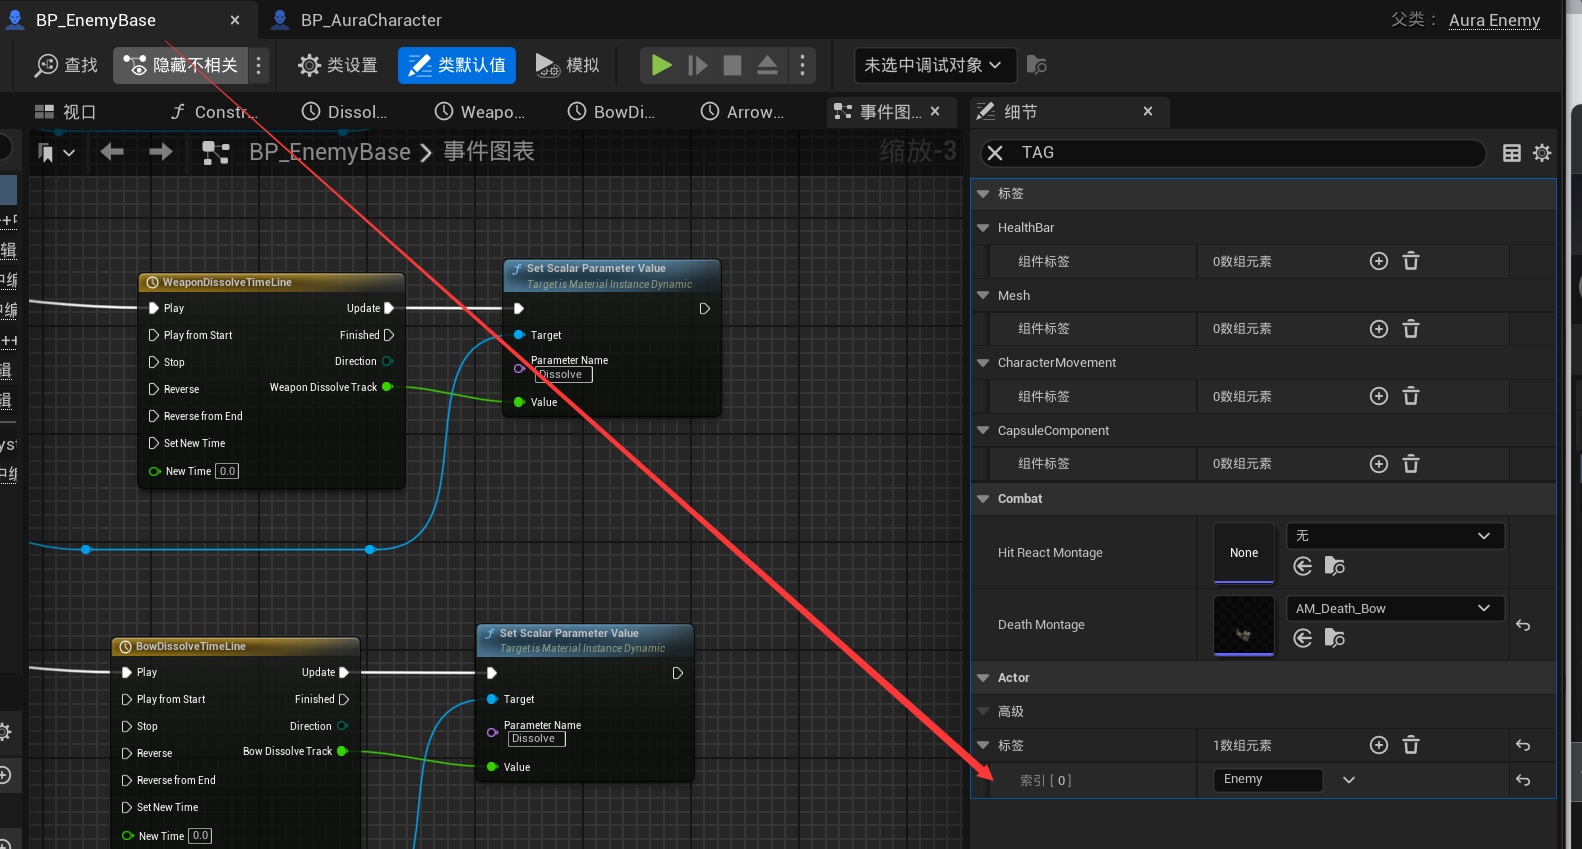 BP_EnemyBase
BP_AuraCharacter
父类：
Aura Enemy
查找
隐藏不相关
类设置
类默认值
模拟
未选中调试对象
视口
Constr...
Dissol...
Weapo...
BowDi...
Arrow...
事件图...
细节
BP_EnemyBase
事件图表
缩放-3
TAG
标签
HealthBar
组件标签
0数组元素
Mesh
组件标签
0数组元素
CharacterMovement
组件标签
0数组元素
CapsuleComponent
组件标签
0数组元素
Combat
Hit React Montage
None
无
Death Montage
AM_Death_Bow
Actor
高级
标签
1数组元素
索引 [ 0 ]
Enemy
WeaponDissolveTimeLine
Play
Update
Play from Start
Finished
Stop
Direction
Reverse
Weapon Dissolve Track
Reverse from End
Set New Time
New Time 0.0
Set Scalar Parameter Value
Target is Material Instance Dynamic
Target
Parameter Name
Dissolve
Value
BowDissolveTimeLine
Play
Update
Play from Start
Finished
Stop
Direction
Reverse
Bow Dissolve Track
Reverse from End
Set New Time
New Time 0.0
Set Scalar Parameter Value
Target is Material Instance Dynamic
Target
Parameter Name
Dissolve
Value